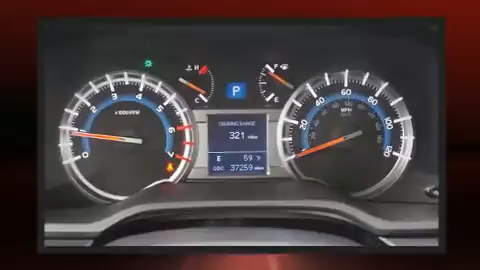 H
C
F
E
P
0 1 2 3 4 5 6 7
x1000r/min
CRUISING RANGE
321 miles
E 59 °F
ODO 37259 miles
20 40 60 80 100 120
MPH